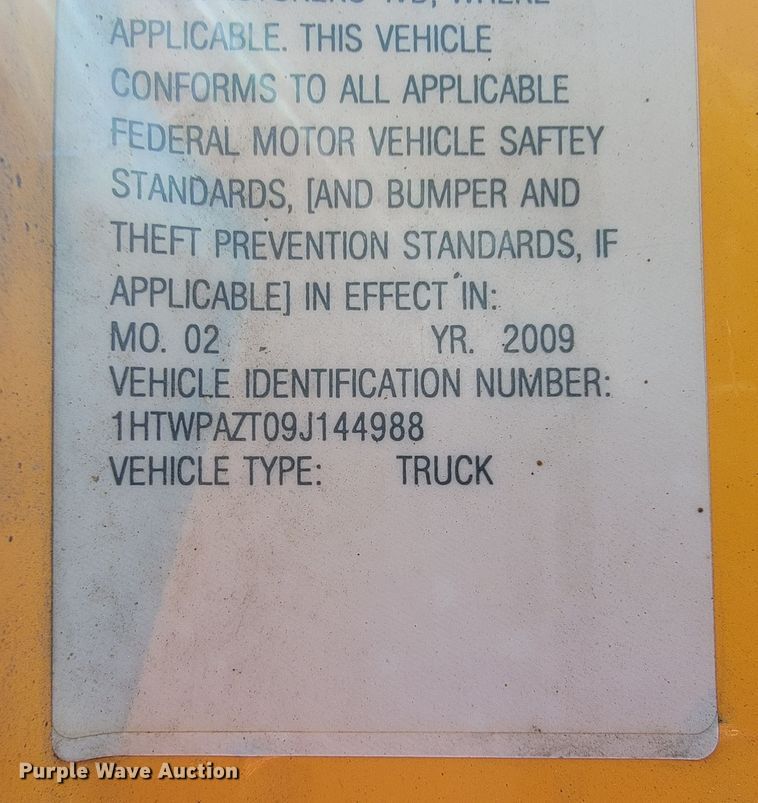 WHERE
APPLICABLE. THIS VEHICLE
CONFORMS TO ALL APPLICABLE
FEDERAL MOTOR VEHICLE SAFTEY
STANDARDS, [AND BUMPER AND
THEFT PREVENTION STANDARDS, IF
APPLICABLE] IN EFFECT IN:
MO. 02 YR. 2009
VEHICLE IDENTIFICATION NUMBER:
1HTWPAZT09J144988
VEHICLE TYPE: TRUCK
Purple Wave Auction